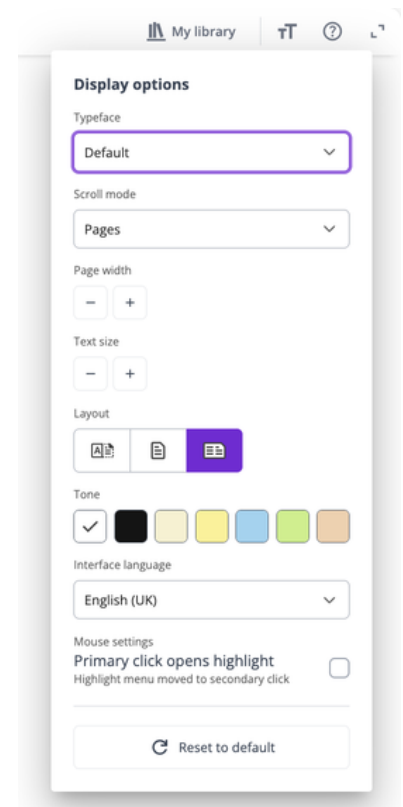 My library
TT
Display options
Typeface
Default
Scroll mode
Pages
Page width
− +
Text size
− +
Layout
A
Tone
Interface language
English (UK)
Mouse settings
Primary click opens highlight
Highlight menu moved to secondary click
Reset to default